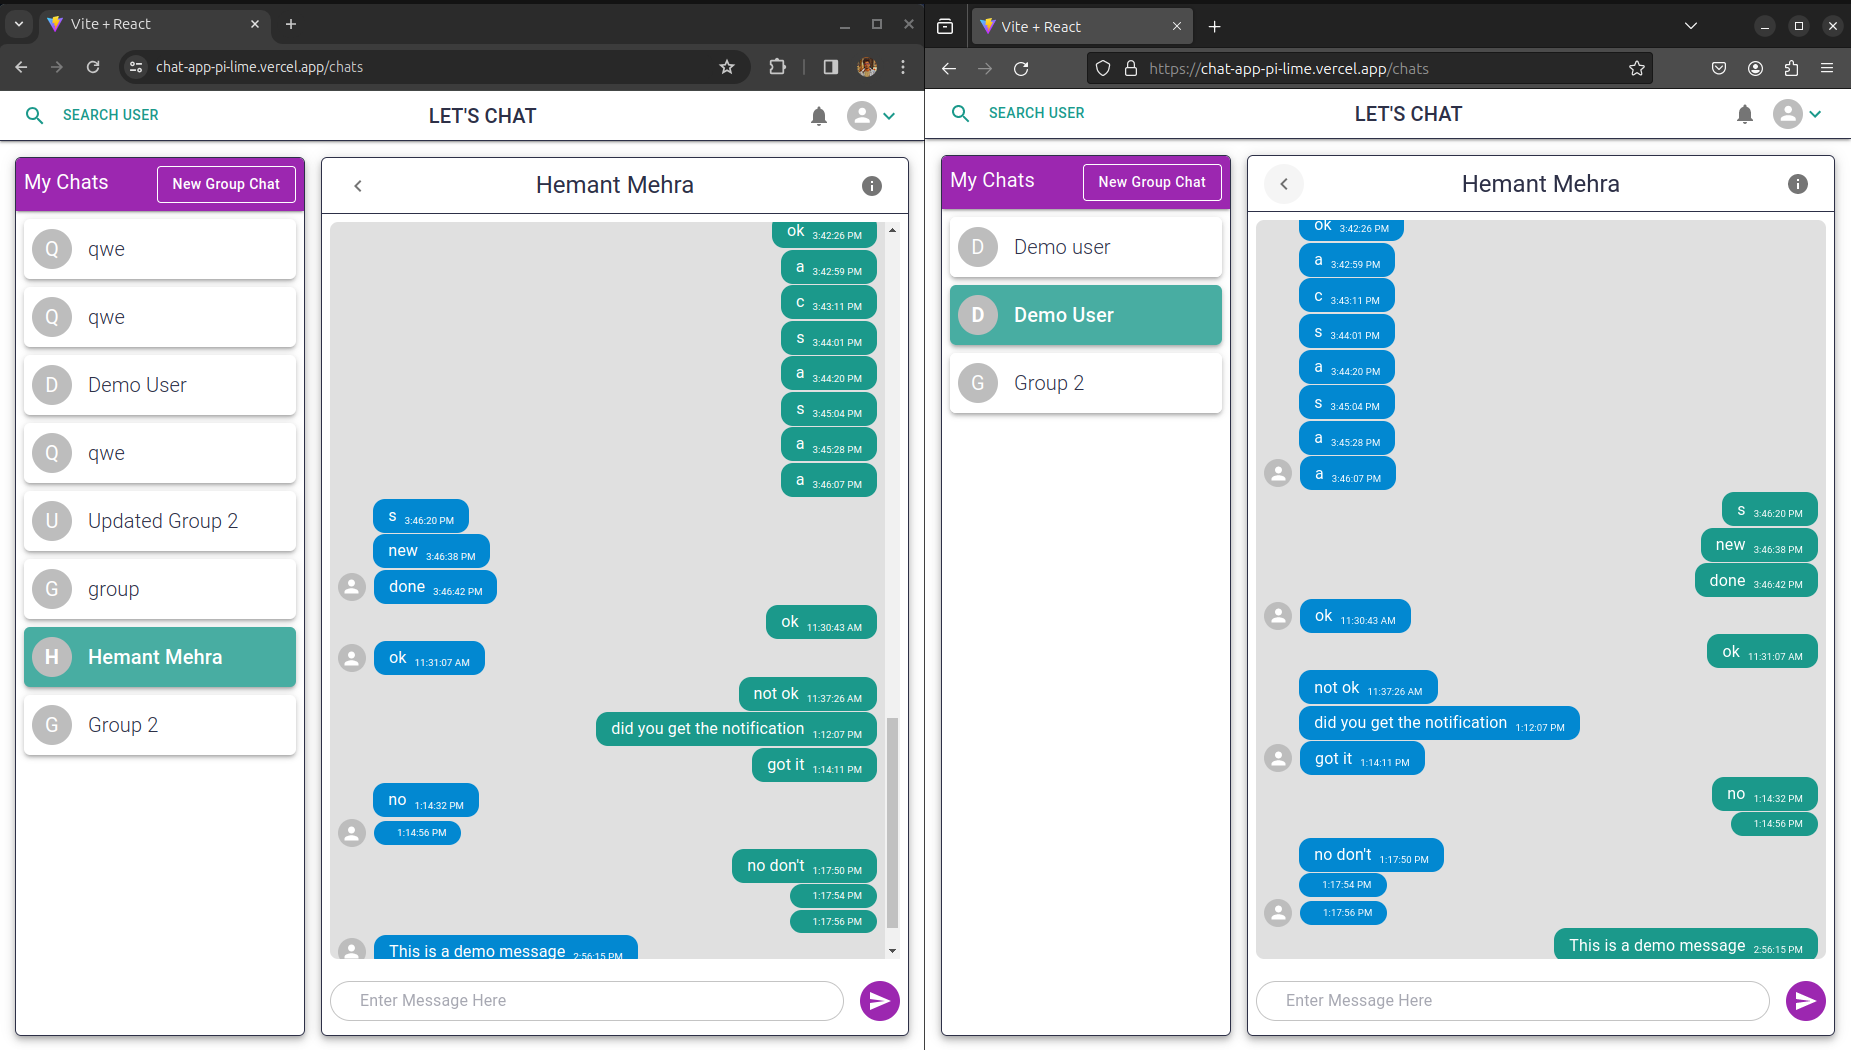 Vite + React
chat-app-pi-lime.vercel.app/chats
SEARCH USER
LET'S CHAT
My Chats
New Group Chat
Q qwe
Q qwe
D Demo User
Q qwe
U Updated Group 2
G group
H Hemant Mehra
G Group 2
Hemant Mehra
ok 3:42:26 PM
a 3:42:59 PM
c 3:43:11 PM
s 3:44:01 PM
a 3:44:20 PM
s 3:45:04 PM
a 3:45:28 PM
a 3:46:07 PM
s 3:46:20 PM
new 3:46:38 PM
done 3:46:42 PM
ok 11:30:43 AM
ok 11:31:07 AM
not ok 11:37:26 AM
did you get the notification 1:12:07 PM
got it 1:14:11 PM
no 1:14:32 PM
1:14:56 PM
no don't 1:17:50 PM
1:17:54 PM
1:17:56 PM
This is a demo message 2:56:15 PM
Enter Message Here
Vite + React
https://chat-app-pi-lime.vercel.app/chats
SEARCH USER
LET'S CHAT
My Chats
New Group Chat
D Demo user
D Demo User
G Group 2
Hemant Mehra
ok 3:42:26 PM
a 3:42:59 PM
c 3:43:11 PM
s 3:44:01 PM
a 3:44:20 PM
s 3:45:04 PM
a 3:45:28 PM
a 3:46:07 PM
s 3:46:20 PM
new 3:46:38 PM
done 3:46:42 PM
ok 11:30:43 AM
ok 11:31:07 AM
not ok 11:37:26 AM
did you get the notification 1:12:07 PM
got it 1:14:11 PM
no 1:14:32 PM
1:14:56 PM
no don't 1:17:50 PM
1:17:54 PM
1:17:56 PM
This is a demo message 2:56:15 PM
Enter Message Here